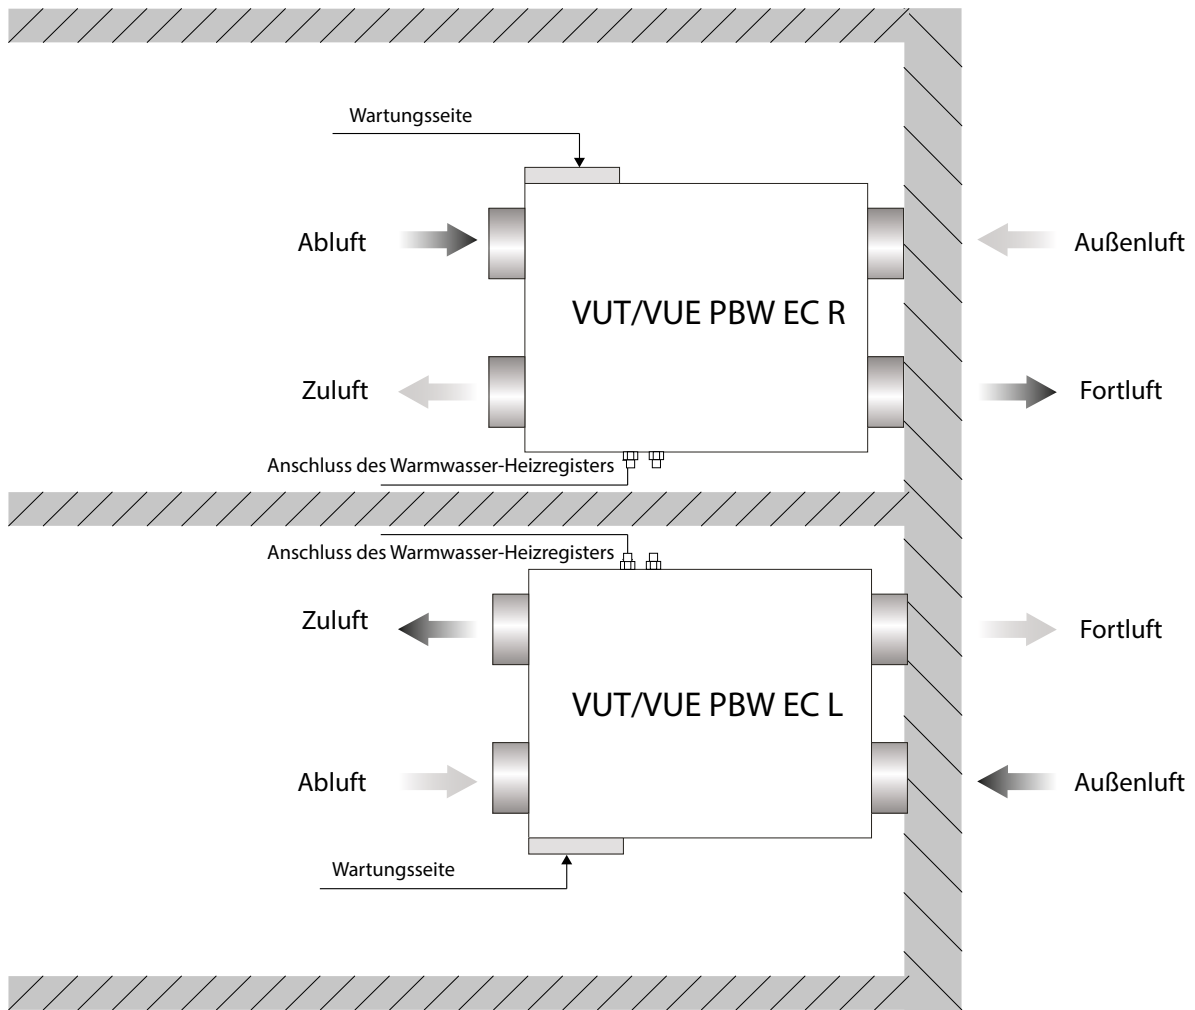 Wartungsseite
Abluft
Außenluft
VUT/VUE PBW EC R
Zuluft
Fortluft
Anschluss des Warmwasser-Heizregisters
Anschluss des Warmwasser-Heizregisters
Zuluft
Fortluft
VUT/VUE PBW EC L
Abluft
Außenluft
Wartungsseite